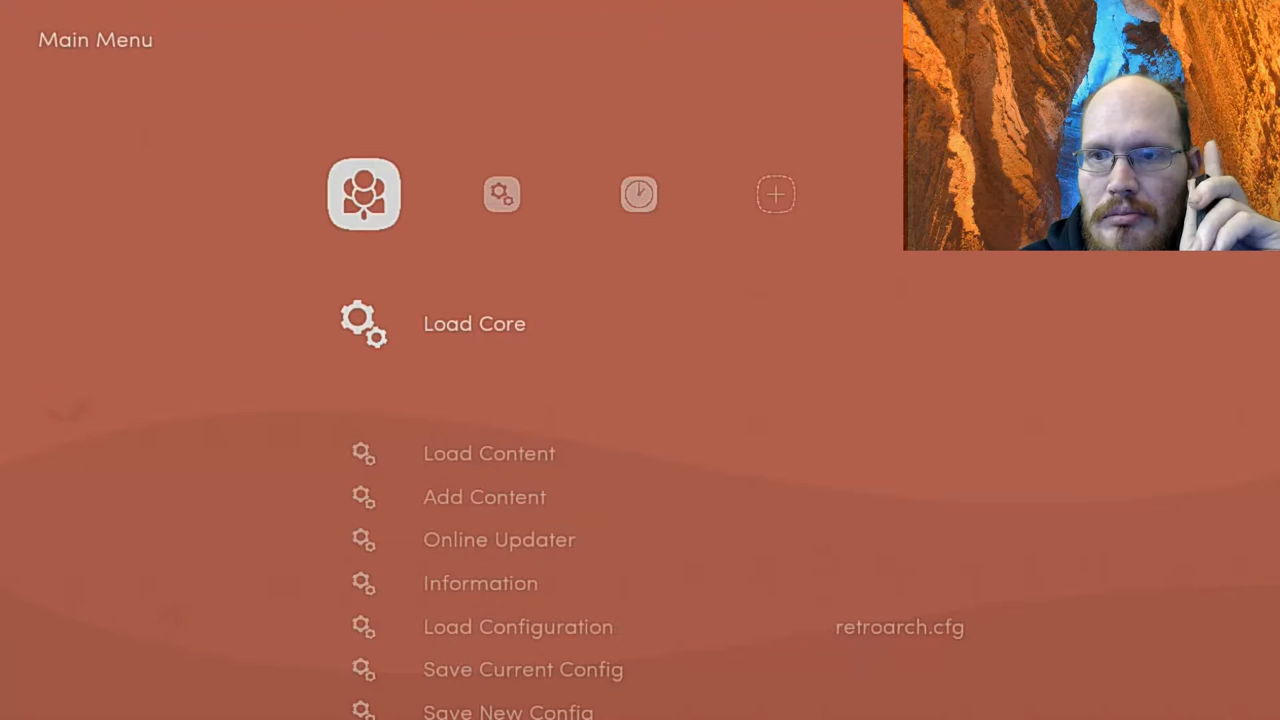 Main Menu
Load Core
Load Content
Add Content
Online Updater
Information
Load Configuration retroarch.cfg
Save Current Config
Save New Config